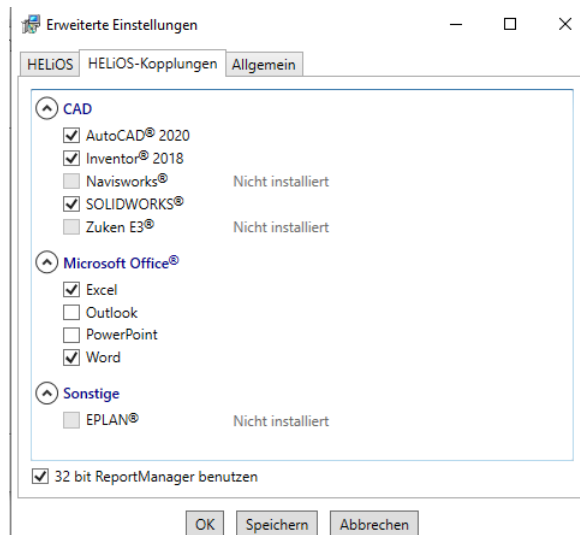 Erweiterte Einstellungen
HELiOS HELiOS-Kopplungen Allgemein
CAD
AutoCAD® 2020
Inventor® 2018
Navisworks® Nicht installiert
SOLIDWORKS®
Zuken E3® Nicht installiert
Microsoft Office®
Excel
Outlook
PowerPoint
Word
Sonstige
EPLAN® Nicht installiert
32 bit ReportManager benutzen
OK Speichern Abbrechen